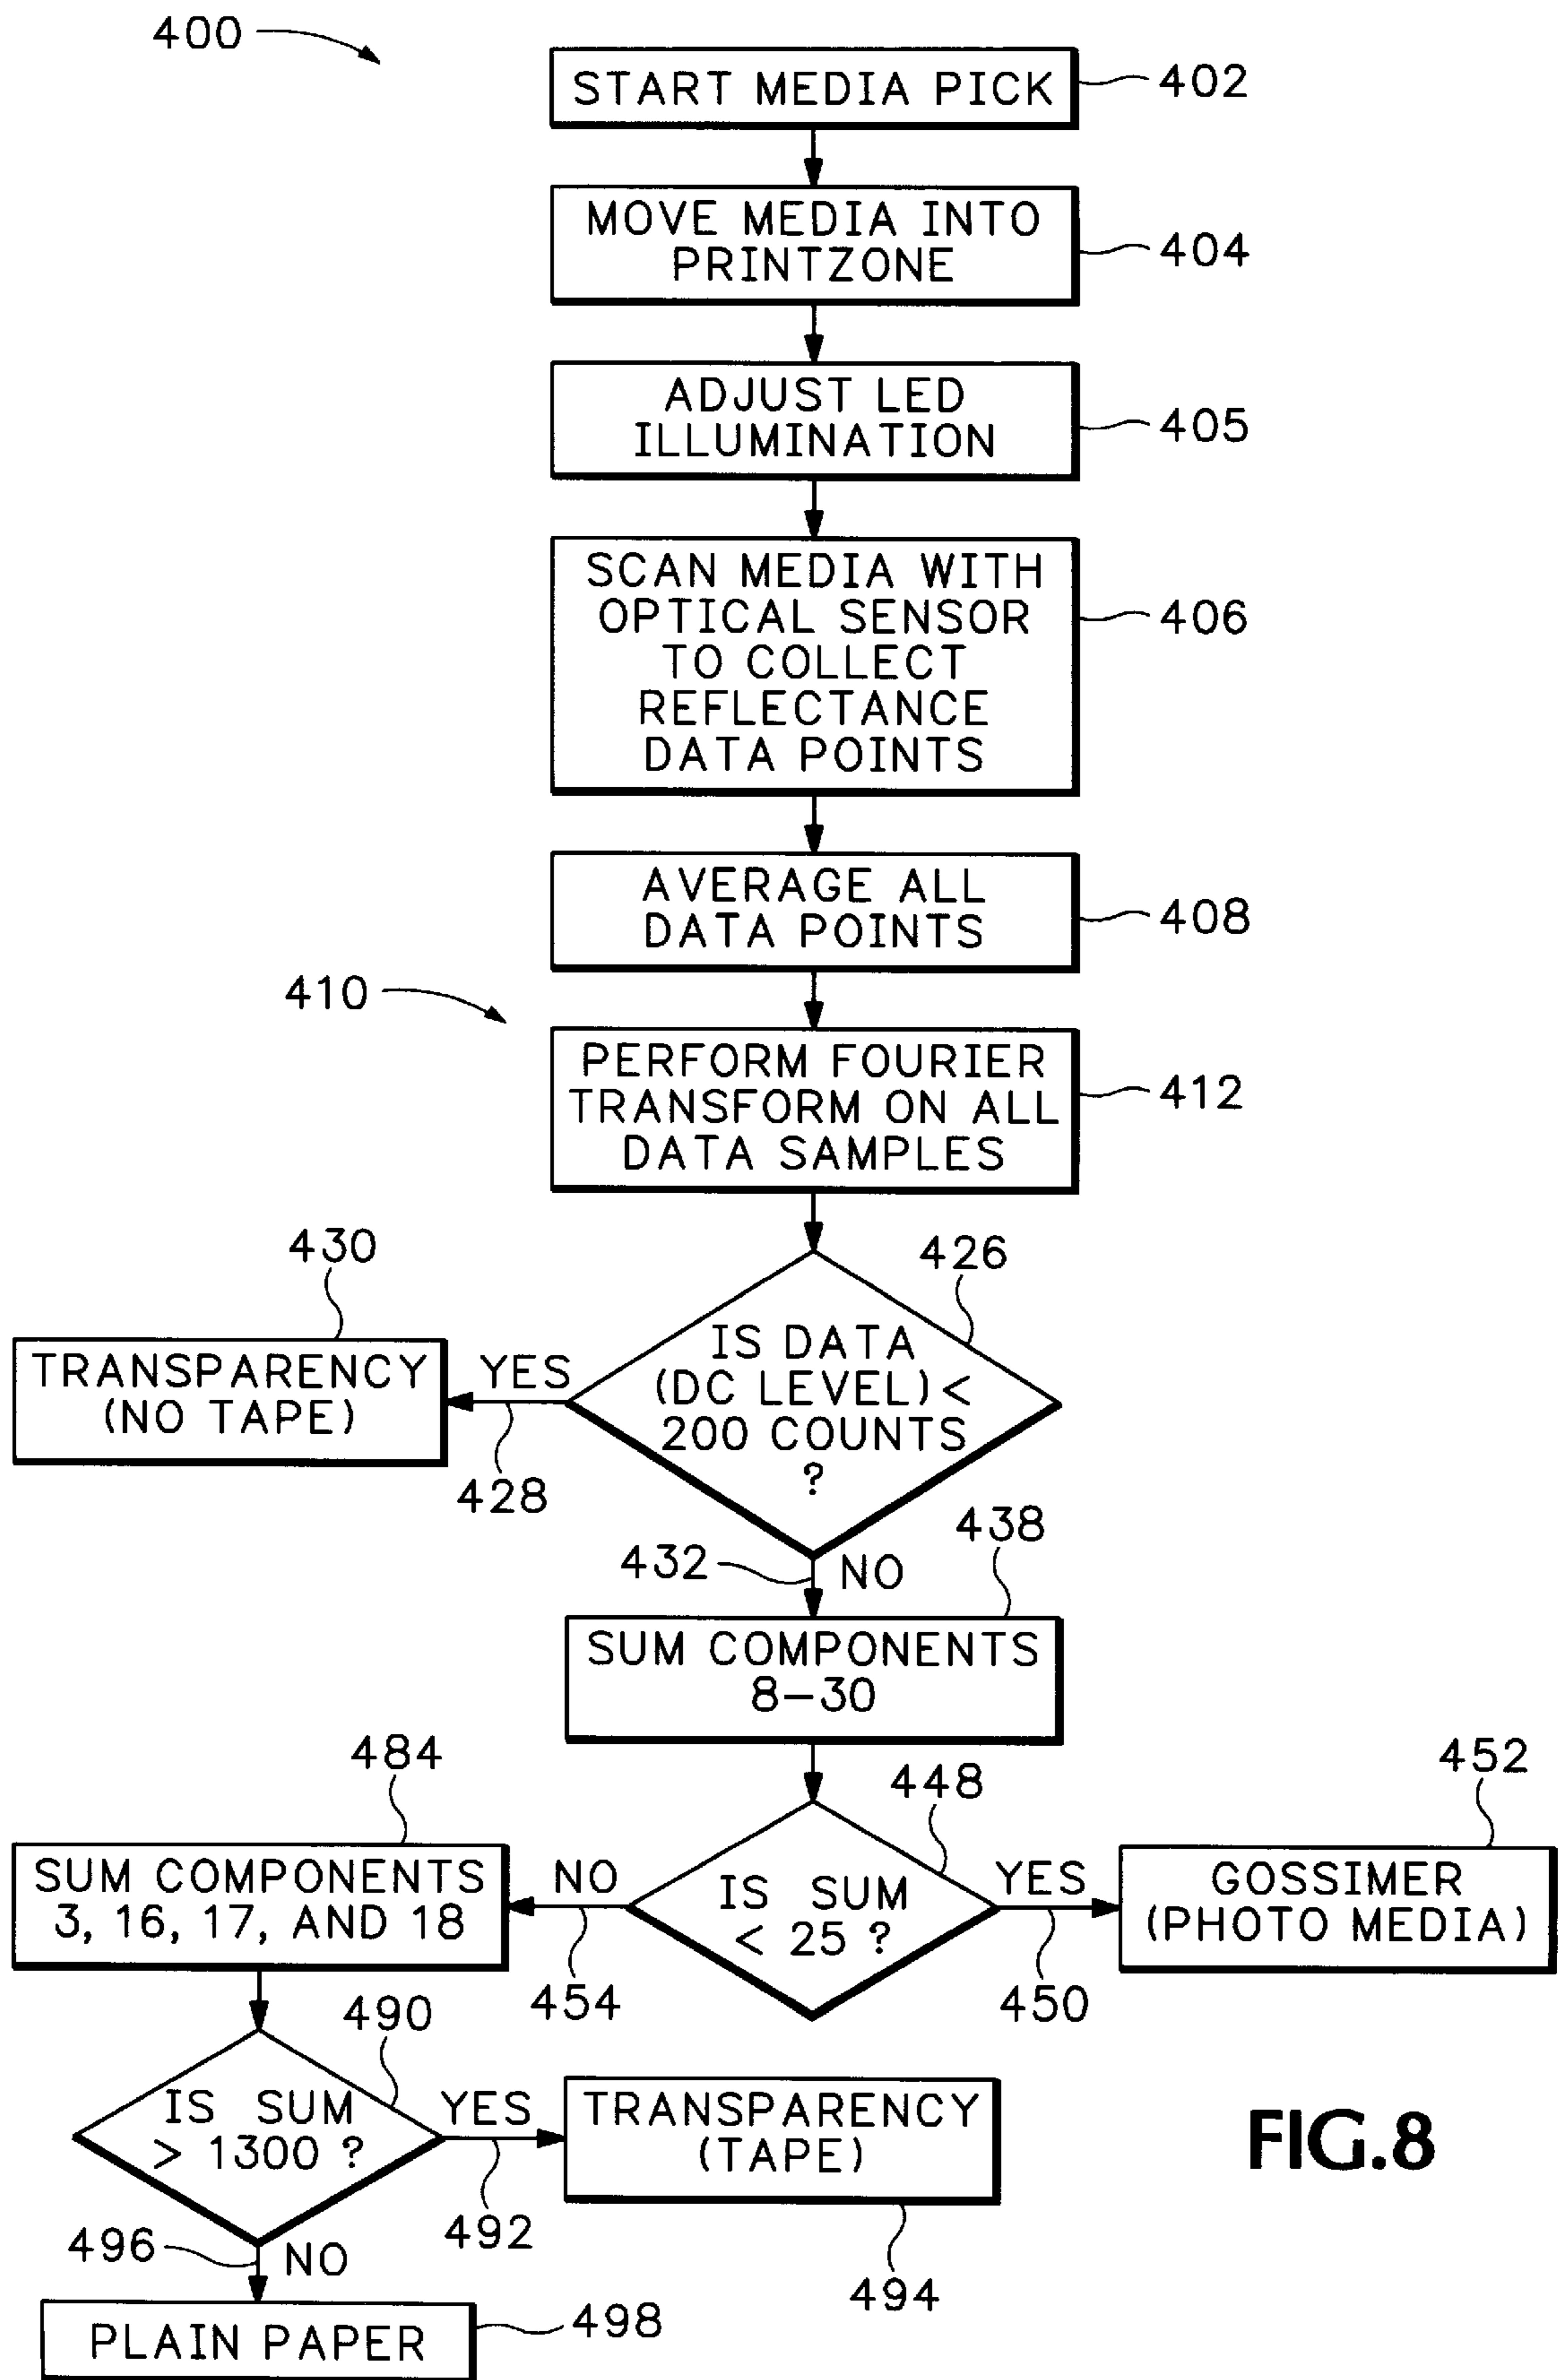 400
START MEDIA PICK
402
MOVE MEDIA INTO
PRINTZONE
404
ADJUST LED
ILLUMINATION
405
SCAN MEDIA WITH
OPTICAL SENSOR
TO COLLECT
REFLECTANCE
DATA POINTS
406
AVERAGE ALL
DATA POINTS
408
410
PERFORM FOURIER
TRANSFORM ON ALL
DATA SAMPLES
412
430
426
TRANSPARENCY
(NO TAPE)
YES
428
IS DATA
(DC LEVEL) <
200 COUNTS
?
432
NO
438
SUM COMPONENTS
8-30
484
448
452
SUM COMPONENTS
3, 16, 17, AND 18
NO
454
IS SUM
< 25 ?
YES
450
GOSSIMER
(PHOTO MEDIA)
490
IS SUM
> 1300 ?
YES
492
TRANSPARENCY
(TAPE)
494
496
NO
PLAIN PAPER
498
FIG.8